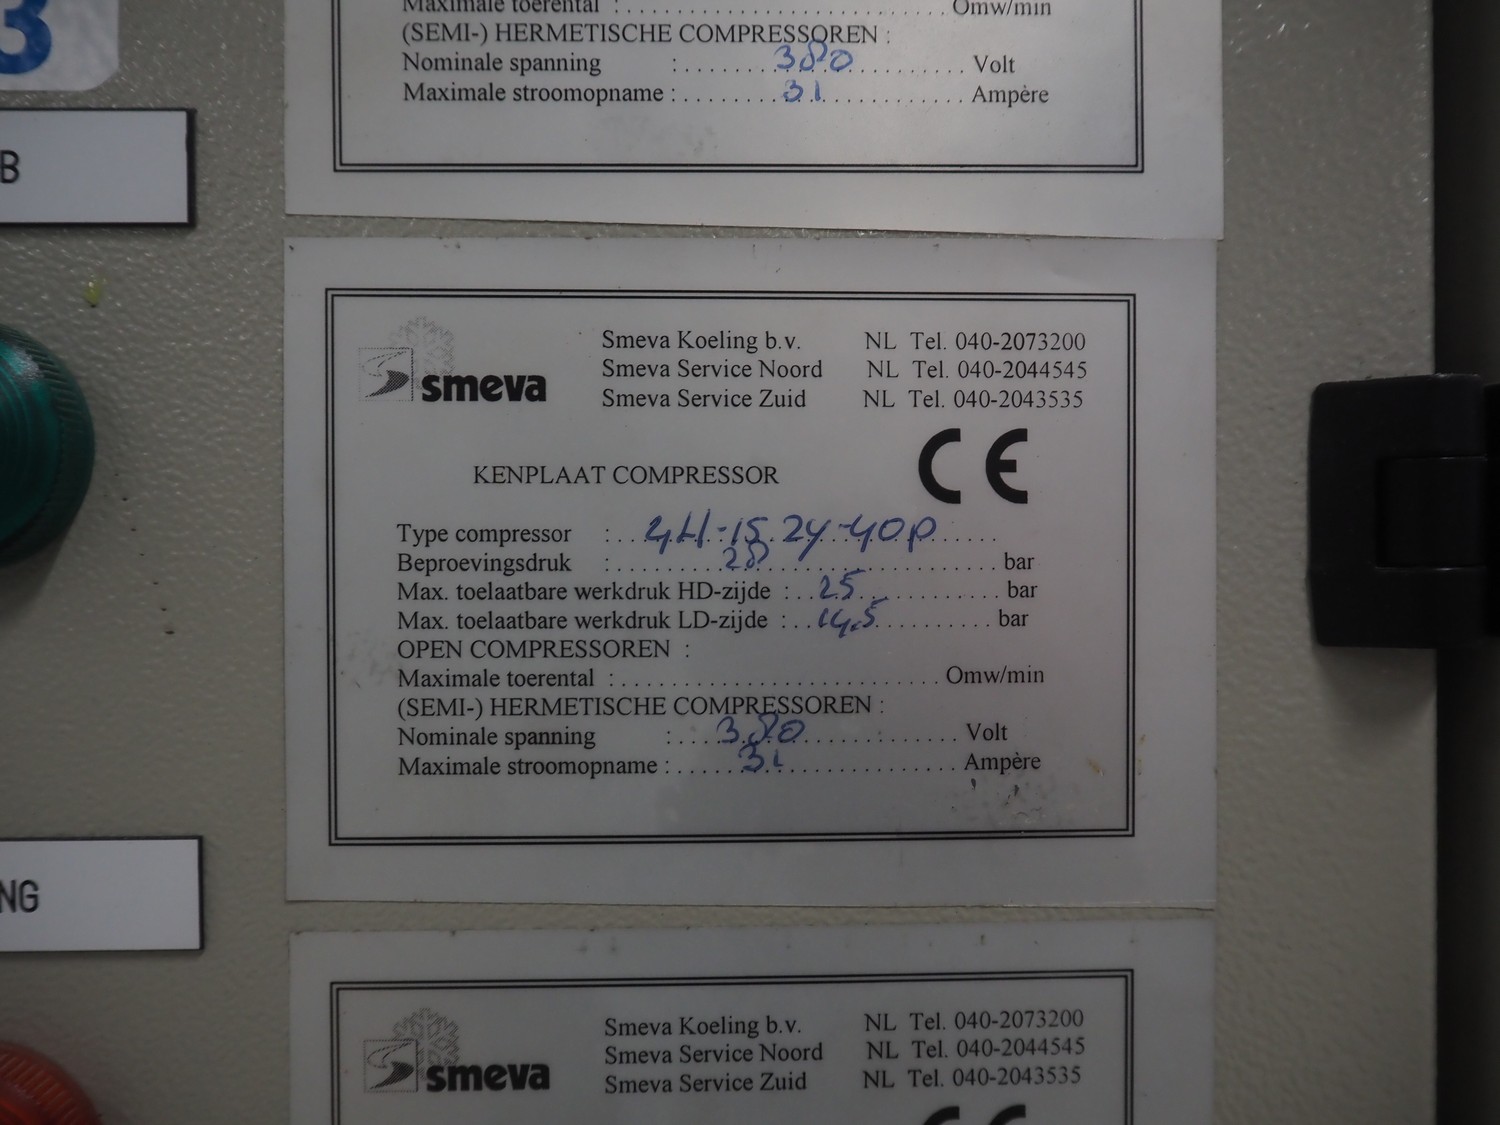 3
B
NG
Maximale toerental : Omw/min
(SEMI-) HERMETISCHE COMPRESSOREN :
Nominale spanning : 380 Volt
Maximale stroomopname : 31 Ampère
smeva
Smeva Koeling b.v. NL Tel. 040-2073200
Smeva Service Noord NL Tel. 040-2044545
Smeva Service Zuid NL Tel. 040-2043535
CE
KENPLAAT COMPRESSOR
Type compressor : 4H-15.2Y-40P
Beproevingsdruk : 28 bar
Max. toelaatbare werkdruk HD-zijde : 25 bar
Max. toelaatbare werkdruk LD-zijde : 14,5 bar
OPEN COMPRESSOREN :
Maximale toerental : Omw/min
(SEMI-) HERMETISCHE COMPRESSOREN :
Nominale spanning : 380 Volt
Maximale stroomopname : 31 Ampère
smeva
Smeva Koeling b.v. NL Tel. 040-2073200
Smeva Service Noord NL Tel. 040-2044545
Smeva Service Zuid NL Tel. 040-2043535